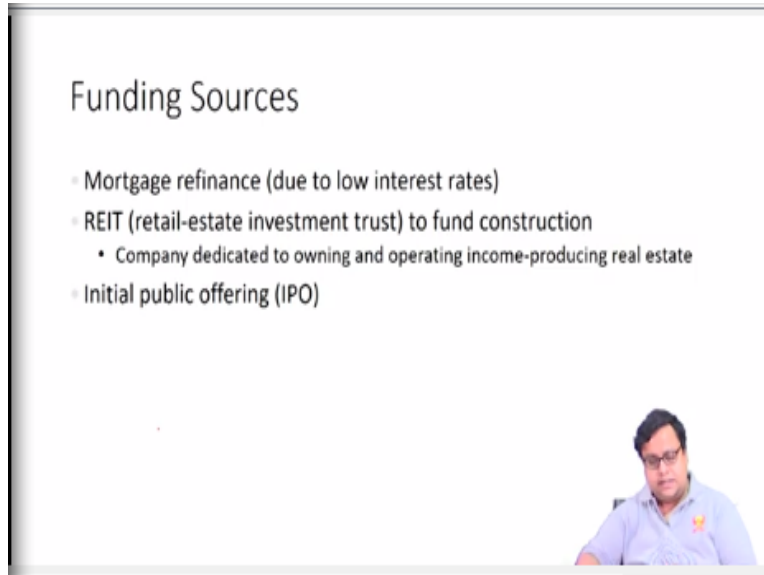 Funding Sources
Mortgage refinance (due to low interest rates)
REIT (retail-estate investment trust) to fund construction
• Company dedicated to owning and operating income-producing real estate
Initial public offering (IPO)